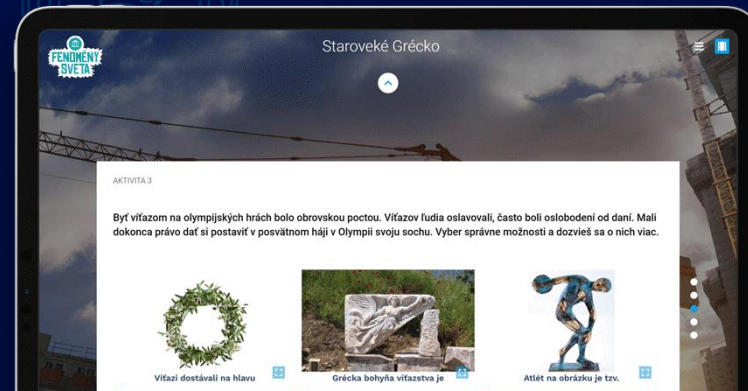 FENOMÉNY
SVETA
Staroveké Grécko
AKTIVITA 3
Byť víťazom na olympijských hrách bolo obrovskou poctou. Víťazov ľudia oslavovali, často boli oslobodení od daní. Mali
dokonca právo dať si postaviť v posvätnom háji v Olympii svoju sochu. Vyber správne možnosti a dozvieš sa o nich viac.
Víťazi dostávali na hlavu
Grécka bohyňa víťazstva je
Atlét na obrázku je tzv.